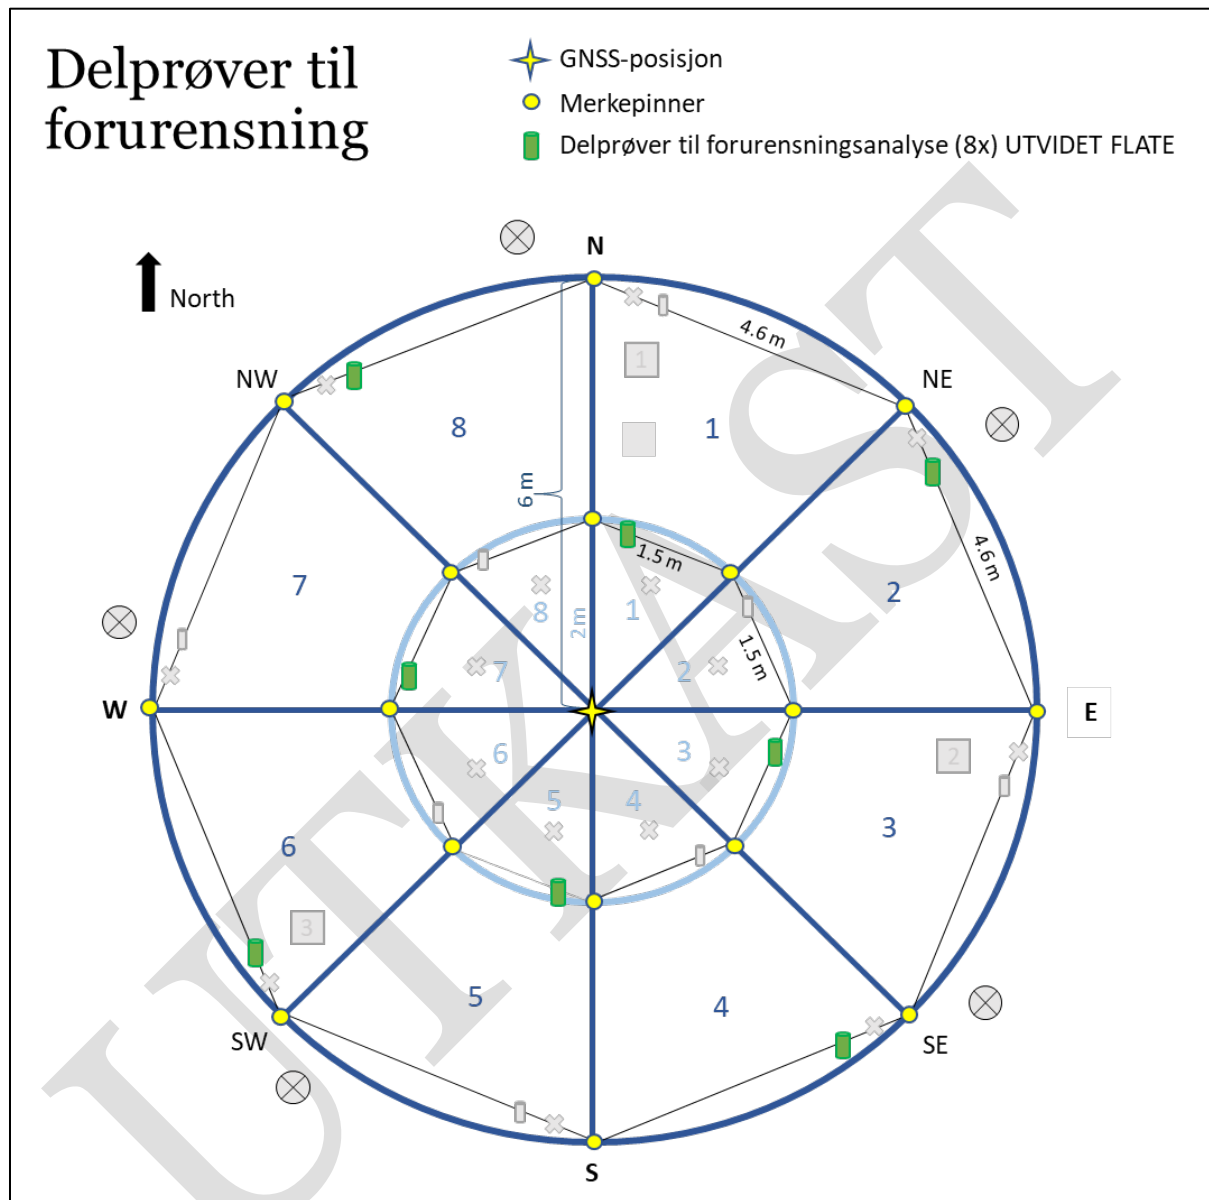 Delprøver til
forurensning
GNSS-posisjon
Merkepinner
Delprøver til forurensningsanalyse (8x) UTVIDET FLATE
North
N
NW
NE
4.6 m
1
8
1
6 m
4.6 m
1.5 m
7
2
8
1
2m
1.5 m
7
2
W
E
6
3
2
5
4
6
3
3
5
4
SW
SE
S
UTKAST